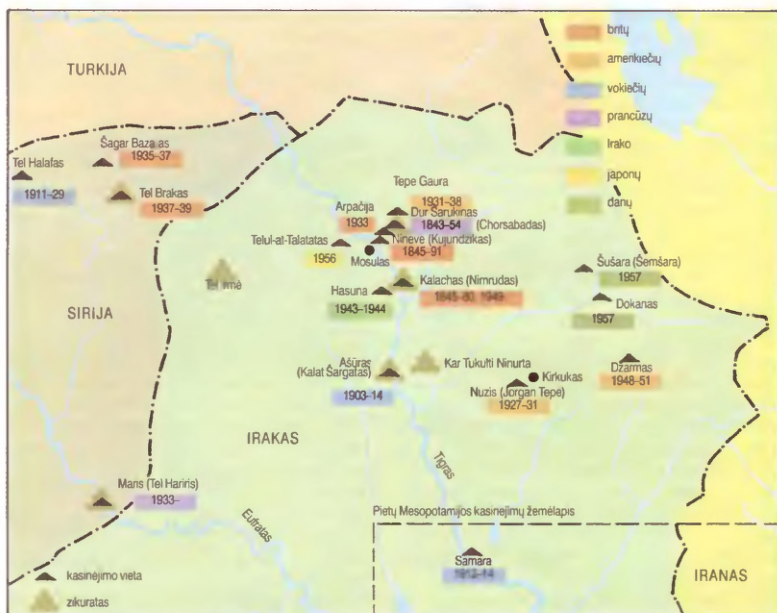 TURKIJA
britų
amerikiečių
vokiečių
prancūzų
Irako
japonų
danų
Šagar Bazaras
1935–37
Tel Halafas
1911–29
Tel Brakas
1937–39
Tepe Gaura
1931–38
Arpačija
1933
Dur Šarukinas
1843–54
(Chorsabadas)
Ninevė (Kujundžikas)
1845–91
Telul-at-Talatatas
1956
Mosulas
Kalachas (Nimrudas)
1845–80, 1949
Hasuna
1943–1944
Šušara (Šemšara)
1957
Dokanas
1957
SIRIJA
Ašūras
(Kalat Šargatas)
1903–14
Kar Tukulti Ninurta
Kirkukas
Nuzis (Jorgan Tepė)
1927–31
Džarmas
1948–51
IRAKAS
Tigras
Eufratas
Maris (Tel Hariris)
1933–
Pietų Mesopotamijos kasinėjimų žemėlapis
Samara
1912–14
IRANAS
kasinėjimo vieta
zikuratas